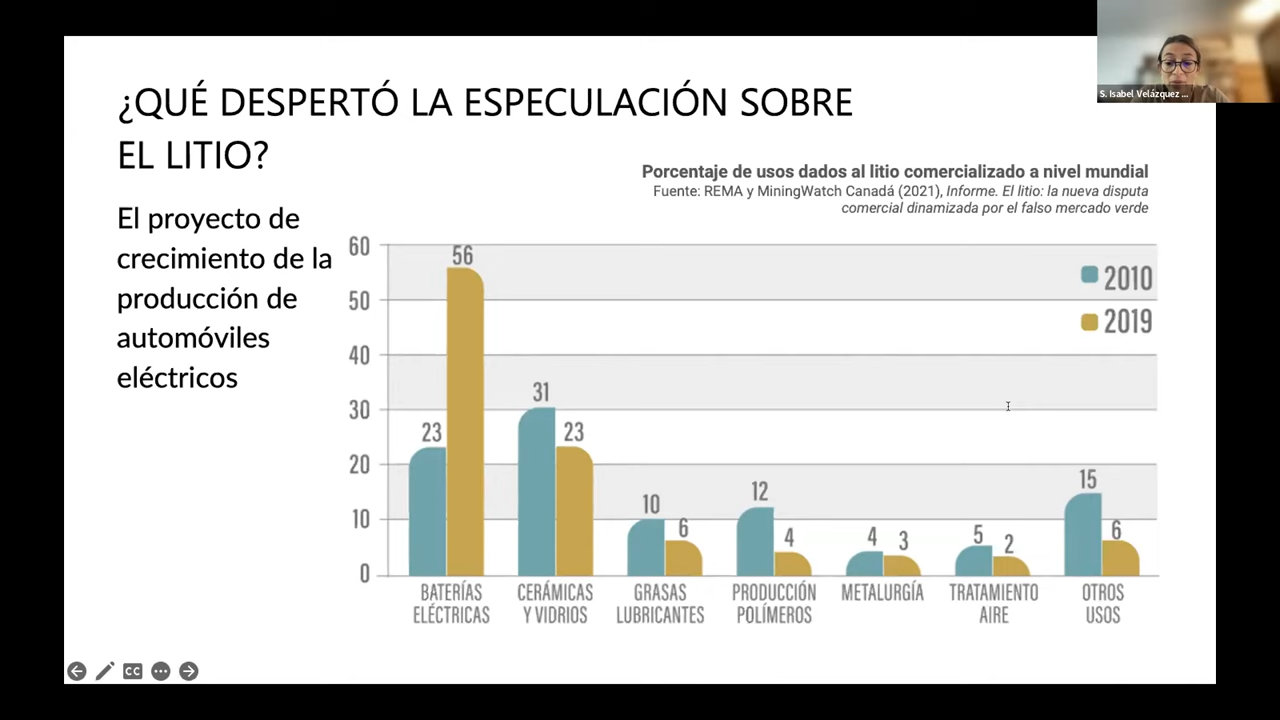 ¿QUÉ DESPERTÓ LA ESPECULACIÓN SOBRE
EL LITIO?
S. Isabel Velázquez ...
El proyecto de
crecimiento de la
producción de
automóviles
eléctricos
Porcentaje de usos dados al litio comercializado a nivel mundial
Fuente: REMA y MiningWatch Canadá (2021), Informe. El litio: la nueva disputa
comercial dinamizada por el falso mercado verde
2010
2019
60
50
40
30
20
10
0
23
56
31
23
10
6
12
4
4
3
5
2
15
6
BATERÍAS
ELÉCTRICAS
CERÁMICAS
Y VIDRIOS
GRASAS
LUBRICANTES
PRODUCCIÓN
POLÍMEROS
METALURGÍA
TRATAMIENTO
AIRE
OTROS
USOS
CC